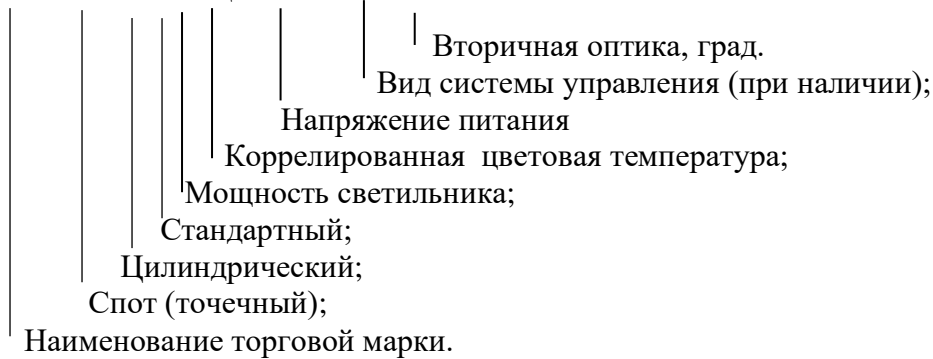 Вторичная оптика, град.
Вид системы управления (при наличии);
Напряжение питания
Коррелированная цветовая температура;
Мощность светильника;
Стандартный;
Цилиндрический;
Спот (точечный);
Наименование торговой марки.